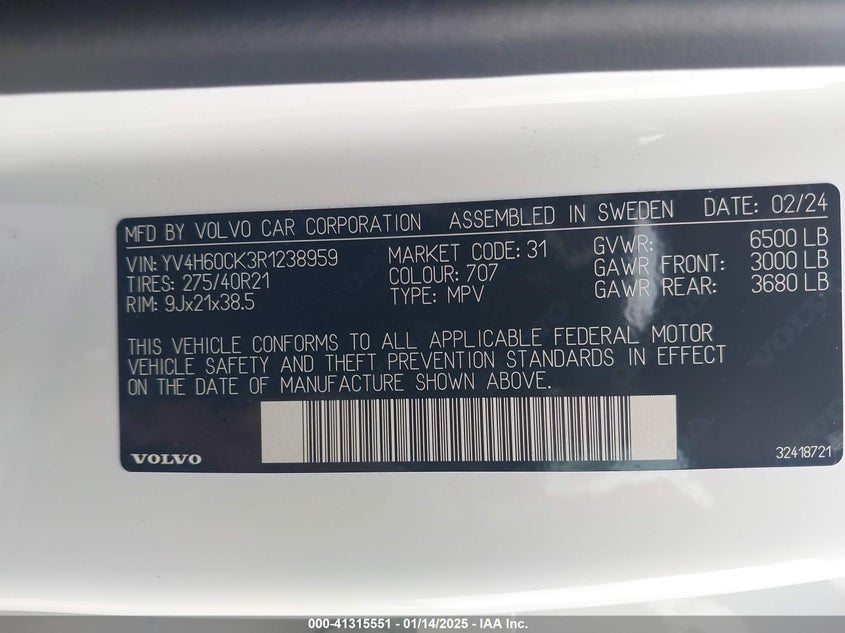 MFD BY VOLVO CAR CORPORATION ASSEMBLED IN SWEDEN DATE: 02/24
VIN: YV4H60CK3R1238959 MARKET CODE: 31 GVWR: 6500 LB
TIRES: 275/40R21 COLOUR: 707 GAWR FRONT: 3000 LB
RIM: 9Jx21x38.5 TYPE: MPV GAWR REAR: 3680 LB
THIS VEHICLE CONFORMS TO ALL APPLICABLE FEDERAL MOTOR
VEHICLE SAFETY AND THEFT PREVENTION STANDARDS IN EFFECT
ON THE DATE OF MANUFACTURE SHOWN ABOVE.
VOLVO 32418721
000-41315551 - 01/14/2025 - IAA Inc.